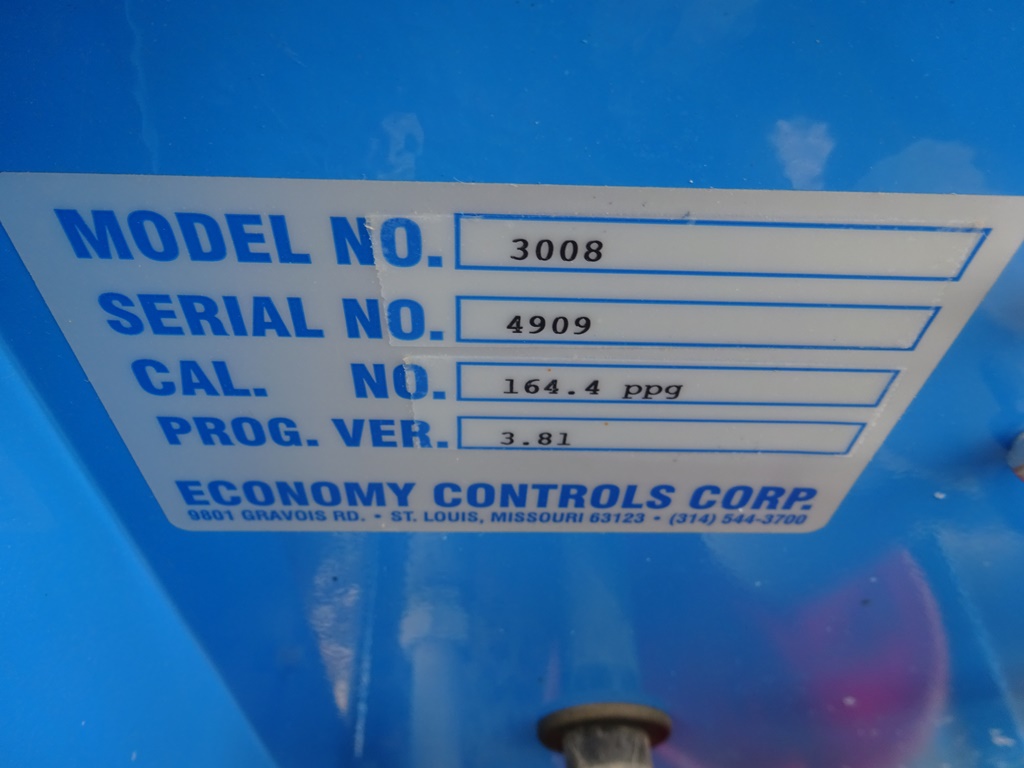 MODEL NO. 3008
SERIAL NO. 4909
CAL. NO. 164.4 ppg
PROG. VER. 3.81
ECONOMY CONTROLS CORP.
9801 GRAVOIS RD. • ST. LOUIS, MISSOURI 63123 • (314) 544-3700